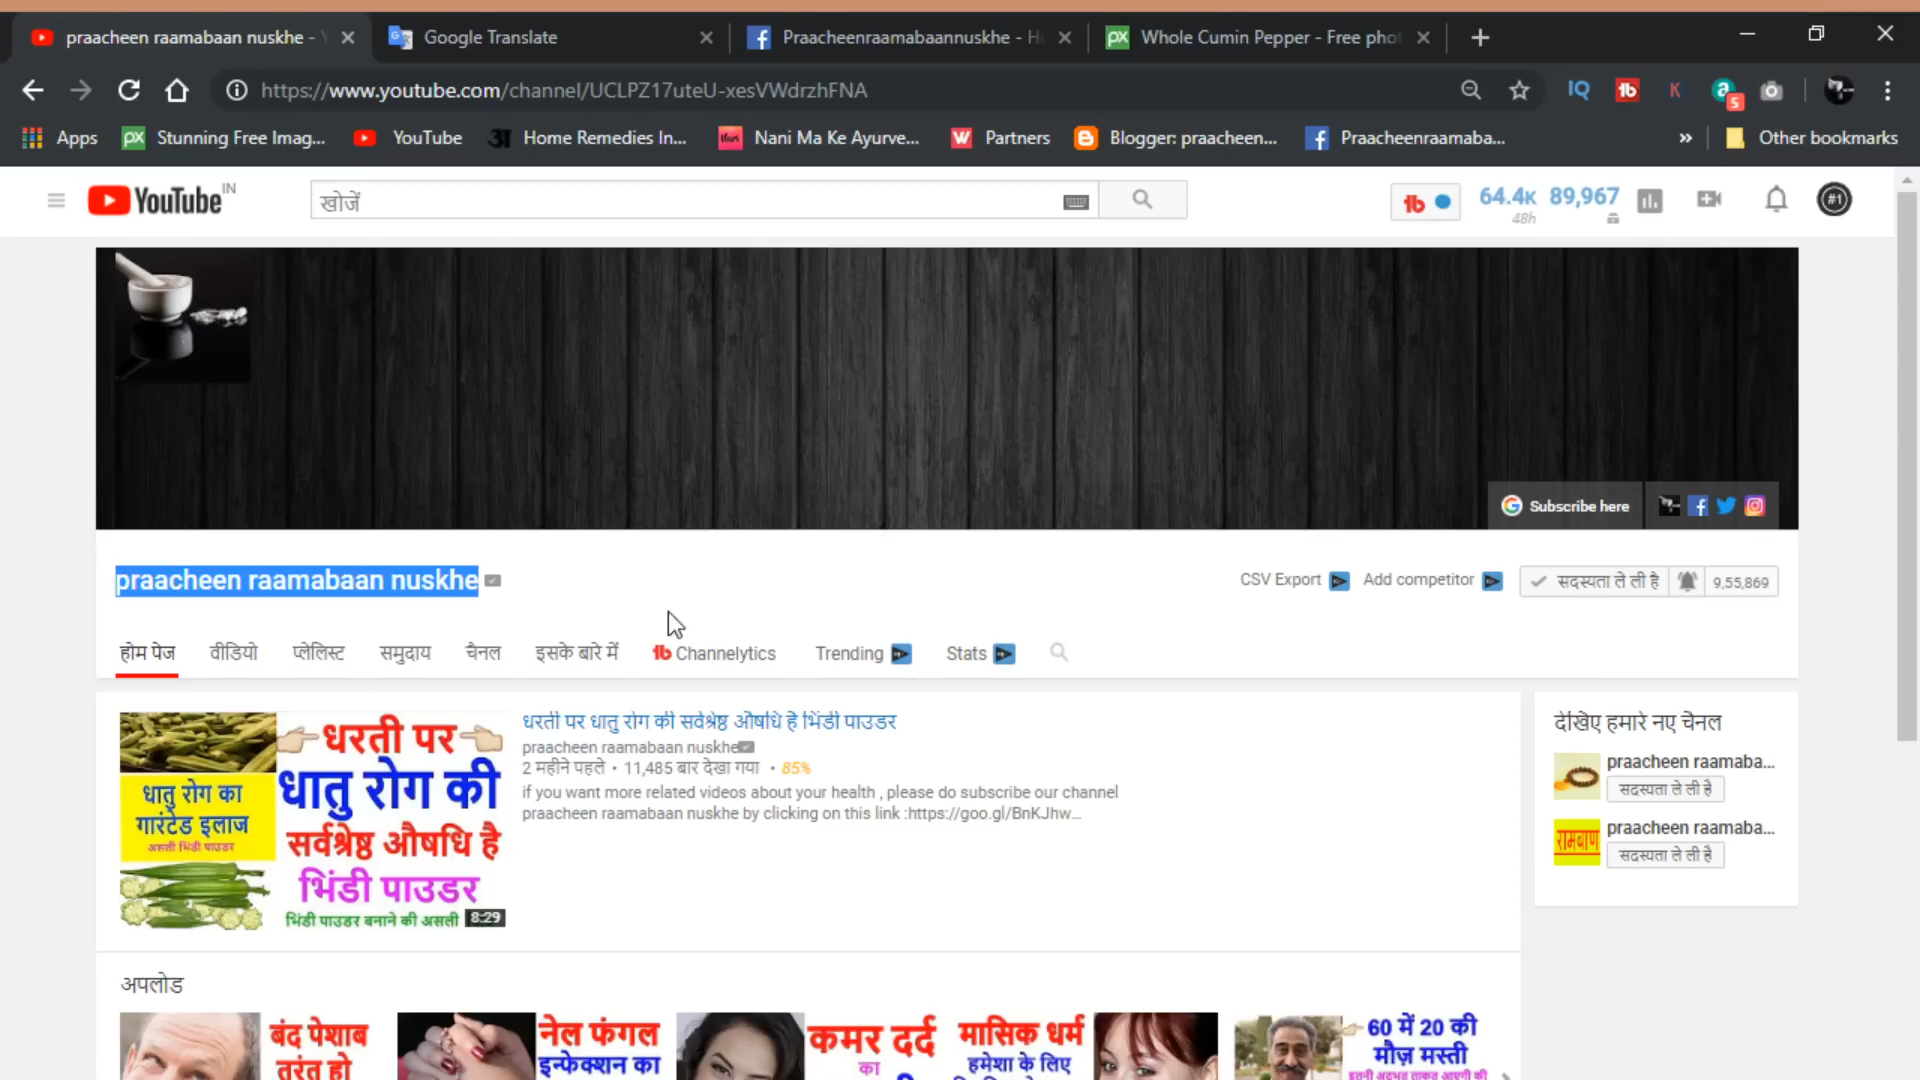 praacheen raamabaan nuskhe -
Google Translate
Praacheenraamabaannuskhe - H
Whole Cumin Pepper - Free phot
https://www.youtube.com/channel/UCLPZ17uteU-xesVWdrzhFNA
Apps
Stunning Free Imag...
YouTube
Home Remedies In...
Nani Ma Ke Ayurve...
Partners
Blogger: praacheen...
Praacheenraamaba...
Other bookmarks
YouTube IN
खोजें
64.4K 89,967
48h
Subscribe here
praacheen raamabaan nuskhe
CSV Export
Add competitor
सदस्यता ले ली है
9,55,869
होम पेज
वीडियो
प्लेलिस्ट
समुदाय
चैनल
इसके बारे में
Channelytics
Trending
Stats
धरती पर
धातु रोग की
सर्वश्रेष्ठ औषधि है
भिंडी पाउडर
भिंडी पाउडर बनाने की असली
8:29
धातु रोग का
गारंटेड इलाज
असली भिंडी पाउडर
धरती पर धातु रोग की सर्वश्रेष्ठ औषधि है भिंडी पाउडर
praacheen raamabaan nuskhe
2 महीने पहले • 11,485 बार देखा गया • 85%
if you want more related videos about your health , please do subscribe our channel
praacheen raamabaan nuskhe by clicking on this link :https://goo.gl/BnKJhw...
देखिए हमारे नए चैनल
praacheen raamaba...
सदस्यता ले ली है
रामबाण
praacheen raamaba...
सदस्यता ले ली है
अपलोड
बंद पेशाब
तुरंत हो
नेल फंगल
इन्फेक्शन का
कमर दर्द
का
मासिक धर्म
हमेशा के लिए
60 में 20 की
मौज़ मस्ती